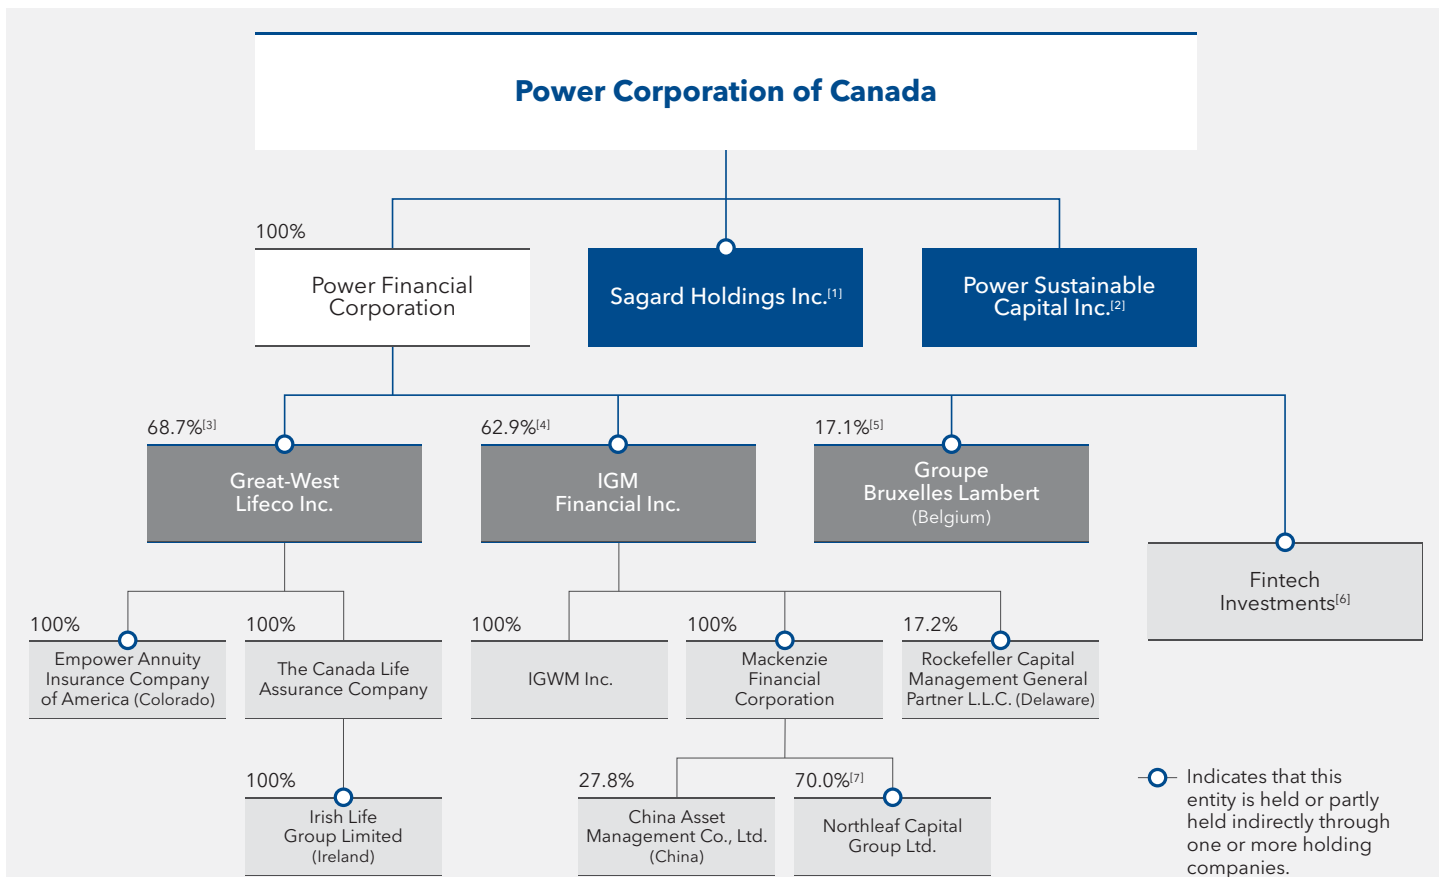 Power Corporation of Canada
100%
Power Financial
Corporation
Sagard Holdings Inc.[1]
Power Sustainable
Capital Inc.[2]
68.7%[3]
Great-West
Lifeco Inc.
62.9%[4]
IGM
Financial Inc.
17.1%[5]
Groupe
Bruxelles Lambert
(Belgium)
Fintech
Investments[6]
100%
Empower Annuity
Insurance Company
of America (Colorado)
100%
The Canada Life
Assurance Company
100%
IGWM Inc.
100%
Mackenzie
Financial
Corporation
17.2%
Rockefeller Capital
Management General
Partner L.L.C. (Delaware)
100%
Irish Life
Group Limited
(Ireland)
27.8%
China Asset
Management Co., Ltd.
(China)
70.0%[7]
Northleaf Capital
Group Ltd.
Indicates that this
entity is held or partly
held indirectly through
one or more holding
companies.